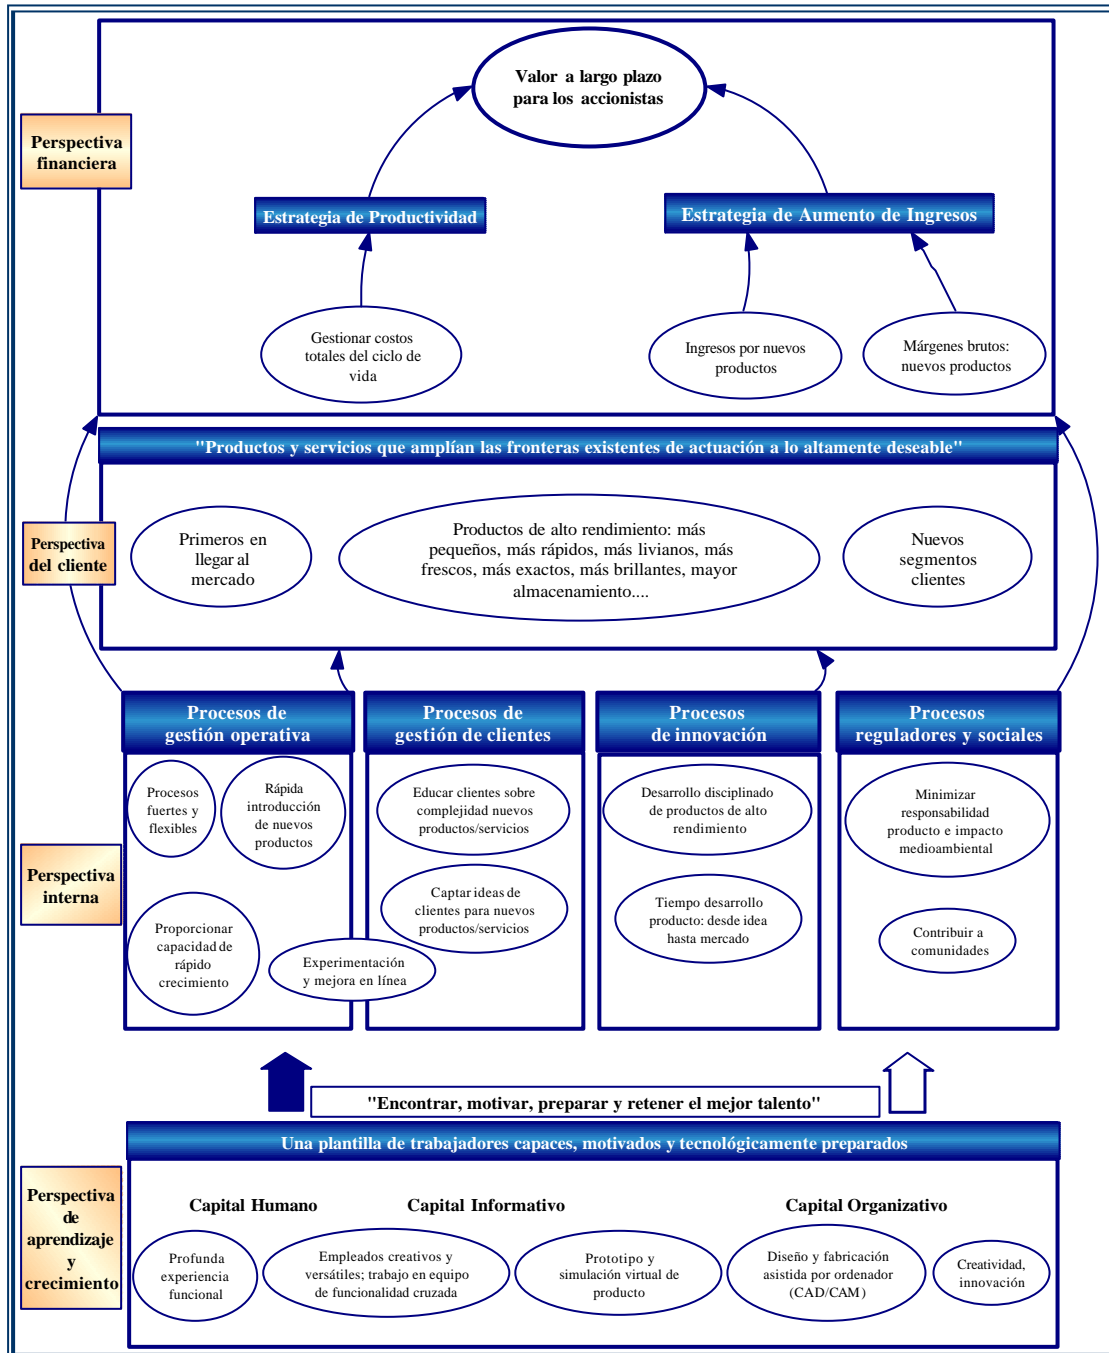 Valor a largo plazo
para los accionistas
Perspectiva
financiera
Estrategia de Productividad
Estrategia de Aumento de Ingresos
Gestionar costos
totales del ciclo de
vida
Ingresos por nuevos
productos
Márgenes brutos:
nuevos productos
"Productos y servicios que amplían las fronteras existentes de actuación a lo altamente deseable"
Perspectiva
del cliente
Primeros en
llegar al
mercado
Productos de alto rendimiento: más
pequeños, más rápidos, más livianos, más
frescos, más exactos, más brillantes, mayor
almacenamiento....
Nuevos
segmentos
clientes
Procesos de
gestión operativa
Procesos de
gestión de clientes
Procesos
de innovación
Procesos
reguladores y sociales
Perspectiva
interna
Procesos
fuertes y
flexibles
Rápida
introducción
de nuevos
productos
Proporcionar
capacidad de
rápido
crecimiento
Experimentación
y mejora en línea
Educar clientes sobre
complejidad nuevos
productos/servicios
Captar ideas de
clientes para nuevos
productos/servicios
Desarrollo disciplinado
de productos de alto
rendimiento
Tiempo desarrollo
producto: desde idea
hasta mercado
Minimizar
responsabilidad
producto e impacto
medioambiental
Contribuir a
comunidades
"Encontrar, motivar, preparar y retener el mejor talento"
Una plantilla de trabajadores capaces, motivados y tecnológicamente preparados
Perspectiva
de
aprendizaje
y
crecimiento
Capital Humano
Capital Informativo
Capital Organizativo
Profunda
experiencia
funcional
Empleados creativos y
versátiles; trabajo en equipo
de funcionalidad cruzada
Prototipo y
simulación virtual de
producto
Diseño y fabricación
asistida por ordenador
(CAD/CAM)
Creatividad,
innovación